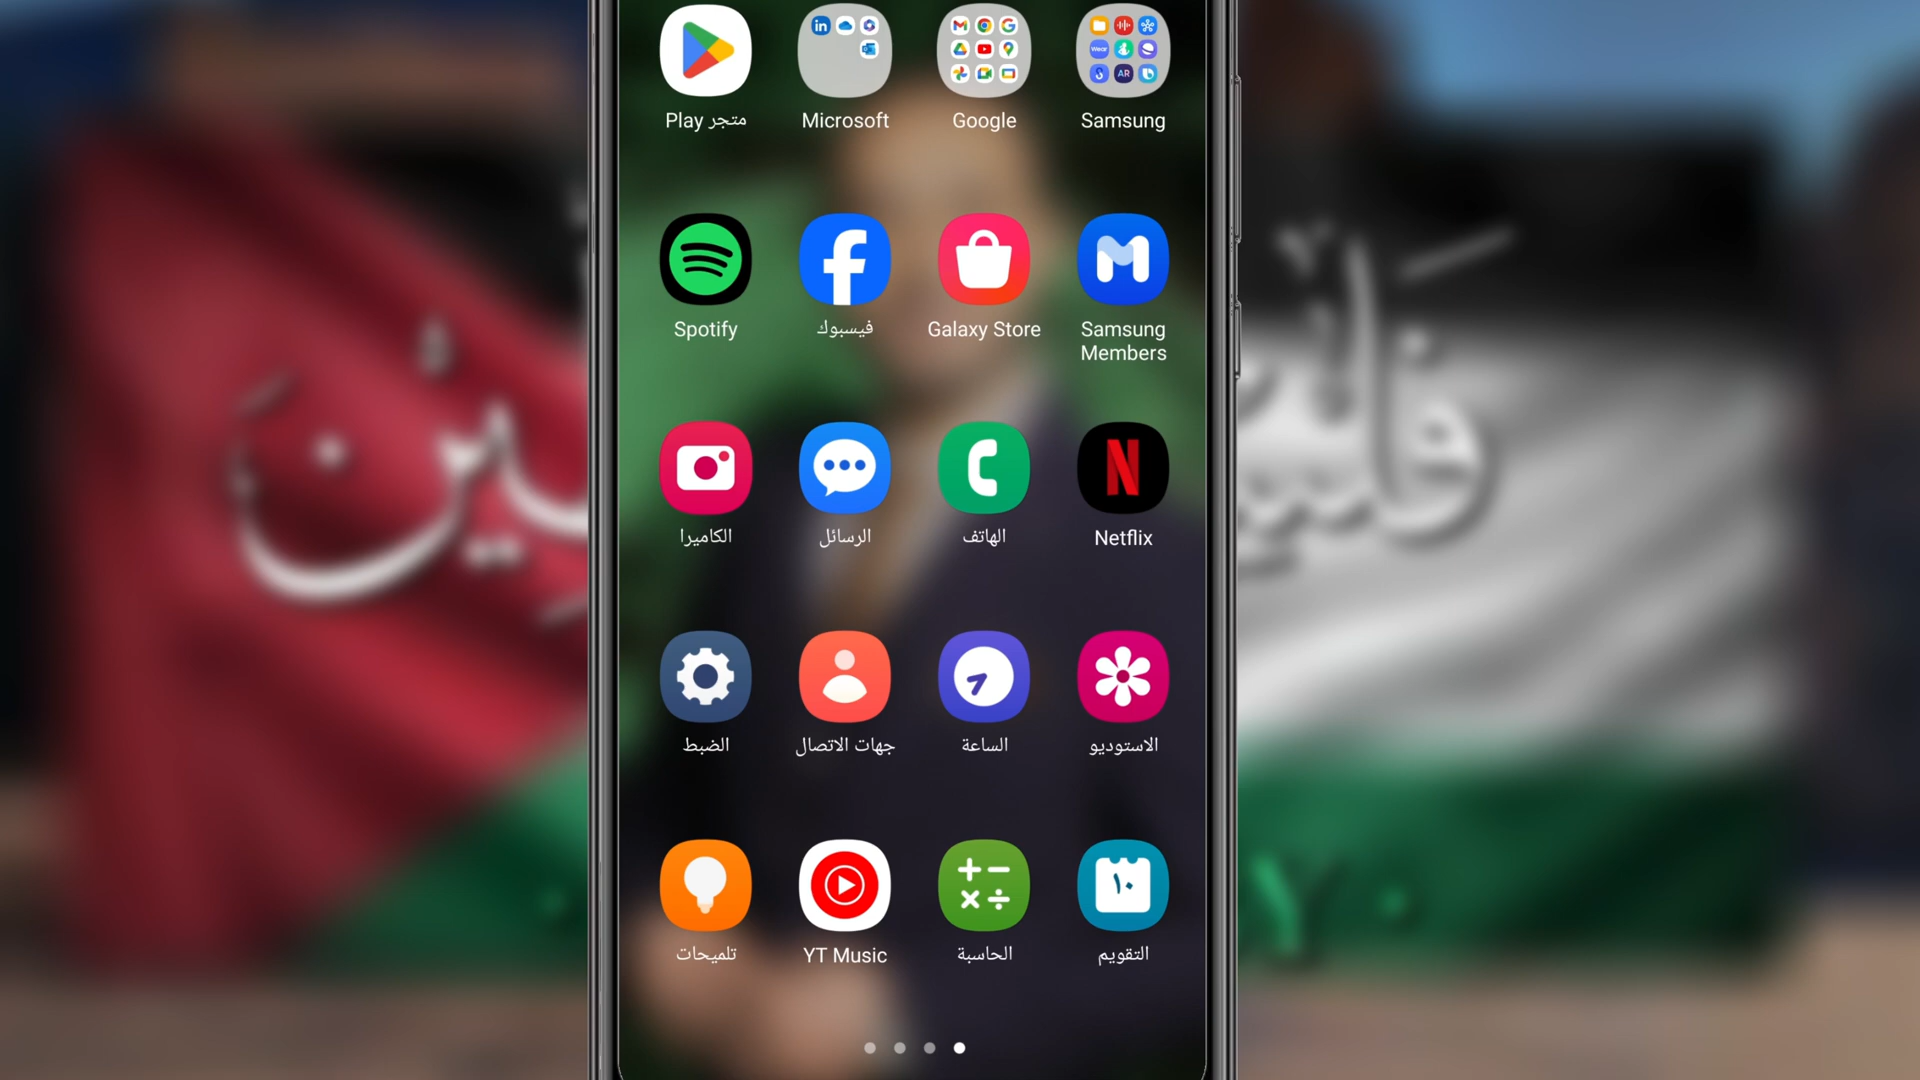 متجر Play
Microsoft
Google
Samsung
Spotify
فيسبوك
Galaxy Store
Samsung
Members
الكاميرا
الرسائل
الهاتف
Netflix
الضبط
جهات الاتصال
الساعة
الاستوديو
١٠
تلميحات
YT Music
الحاسبة
التقويم